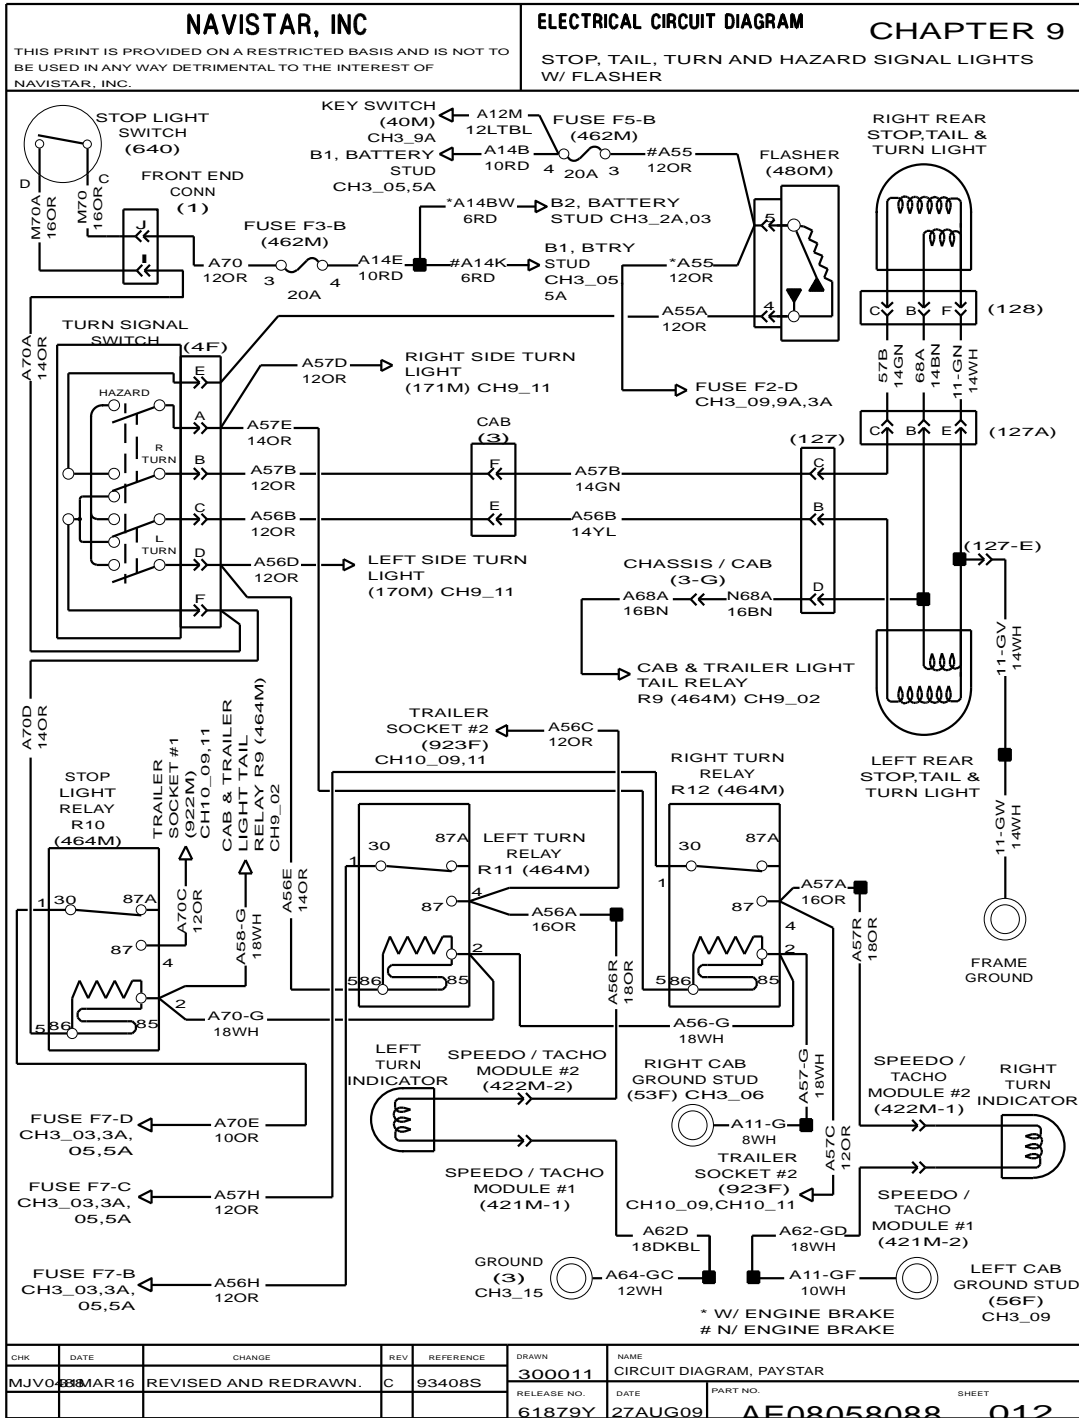 NAVISTAR, INC
THIS PRINT IS PROVIDED ON A RESTRICTED BASIS AND IS NOT TO
BE USED IN ANY WAY DETRIMENTAL TO THE INTEREST OF
NAVISTAR, INC.
ELECTRICAL CIRCUIT DIAGRAM
CHAPTER 9
STOP, TAIL, TURN AND HAZARD SIGNAL LIGHTS
W/ FLASHER
STOP LIGHT
SWITCH
(640)
D
C
M70A
16OR
M70
16OR
FRONT END
CONN
(1)
J
I
KEY SWITCH
(40M)
CH3_9A
A12M
12LTBL
B1, BATTERY
STUD
CH3_05,5A
A14B
10RD
FUSE F5-B
(462M)
4
20A
3
#A55
12OR
FLASHER
(480M)
5
4
RIGHT REAR
STOP,TAIL &
TURN LIGHT
C
B
F
(128)
57B
14GN
68A
14BN
11-GN
14WH
C
B
E
(127A)
FUSE F3-B
(462M)
A70
12OR
3
20A
4
A14E
10RD
*A14BW
6RD
B2, BATTERY
STUD CH3_2A,03
#A14K
6RD
B1, BTRY
STUD
CH3_05
5A
*A55
12OR
A55A
12OR
FUSE F2-D
CH3_09,9A,3A
A70A
14OR
TURN SIGNAL
SWITCH
(4F)
HAZARD
R
TURN
L
TURN
E
A
B
C
D
F
A57D
12OR
RIGHT SIDE TURN
LIGHT
(171M) CH9_11
A57E
14OR
A57B
12OR
A56B
12OR
A56D
12OR
LEFT SIDE TURN
LIGHT
(170M) CH9_11
CAB
(3)
F
E
A57B
14GN
A56B
14YL
(127)
C
B
D
CHASSIS / CAB
(3-G)
A68A
16BN
N68A
16BN
(127-E)
11-GV
14WH
CAB & TRAILER LIGHT
TAIL RELAY
R9 (464M) CH9_02
LEFT REAR
STOP,TAIL &
TURN LIGHT
11-GW
14WH
FRAME
GROUND
A70D
14OR
STOP
LIGHT
RELAY
R10
(464M)
TRAILER
SOCKET #1
(922M)
CH10_09,11
CAB & TRAILER
LIGHT TAIL
RELAY R9 (464M)
CH9_02
1
30
87A
87
4
A70C
12OR
A58-G
18WH
2
5
86
85
A70-G
18WH
A56E
14OR
TRAILER
SOCKET #2
(923F)
CH10_09,11
A56C
12OR
1
30
87A
LEFT TURN
RELAY
R11 (464M)
87
4
A56A
16OR
2
5
86
85
A56R
18OR
RIGHT TURN
RELAY
R12 (464M)
30
87A
1
87
4
A57A
16OR
2
5
86
85
A57R
18OR
A56-G
18WH
A57-G
18WH
LEFT
TURN
INDICATOR
SPEEDO / TACHO
MODULE #2
(422M-2)
RIGHT CAB
GROUND STUD
(53F) CH3_06
A11-G
8WH
A57C
12OR
TRAILER
SOCKET #2
(923F)
CH10_09,CH10_11
SPEEDO /
TACHO
MODULE #2
(422M-1)
RIGHT
TURN
INDICATOR
FUSE F7-D
CH3_03,3A,
05,5A
A70E
10OR
FUSE F7-C
CH3_03,3A,
05,5A
A57H
12OR
FUSE F7-B
CH3_03,3A,
05,5A
A56H
12OR
SPEEDO / TACHO
MODULE #1
(421M-1)
A62D
18DKBL
GROUND
(3)
CH3_15
A64-GC
12WH
A62-GD
18WH
SPEEDO /
TACHO
MODULE #1
(421M-2)
A11-GF
10WH
LEFT CAB
GROUND STUD
(56F)
CH3_09
* W/ ENGINE BRAKE
# N/ ENGINE BRAKE
CHK
DATE
CHANGE
REV
REFERENCE
DRAWN
300011
NAME
CIRCUIT DIAGRAM, PAYSTAR
REVISED AND REDRAWN.
C
93408S
RELEASE NO.
61879Y
DATE
27AUG09
PART NO.
AE08058088
SHEET
012